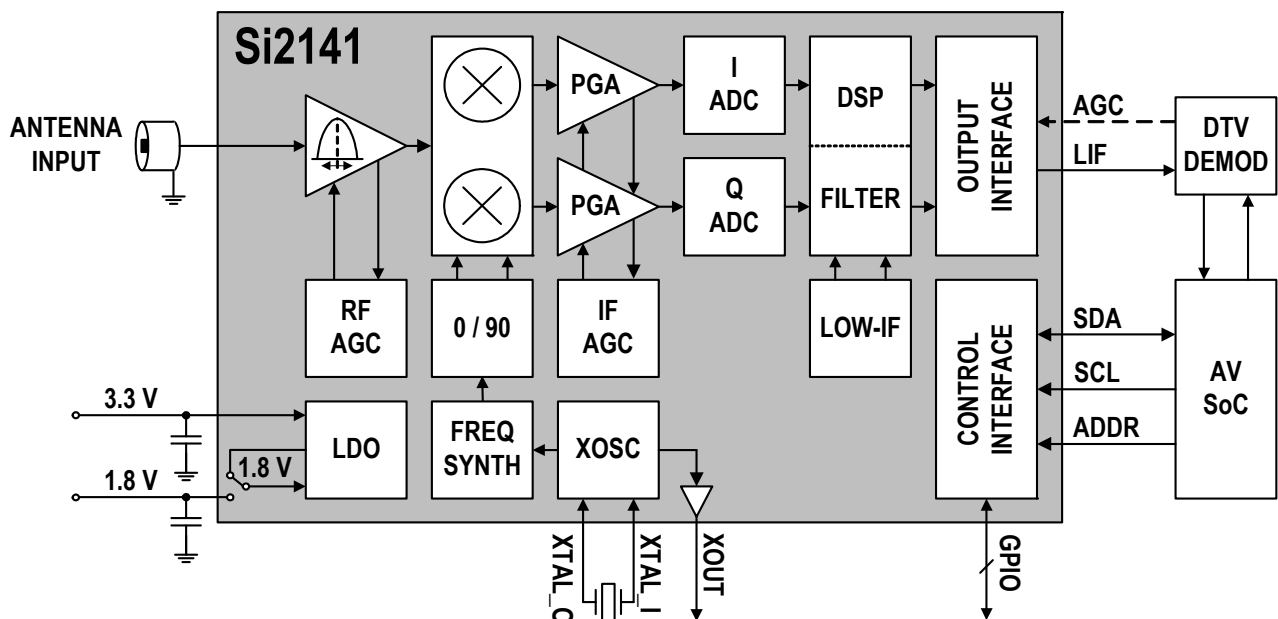 Si2141
ANTENNA
INPUT
PGA
PGA
I
ADC
Q
ADC
DSP
FILTER
OUTPUT
INTERFACE
AGC
LIF
DTV
DEMOD
RF
AGC
0 / 90
IF
AGC
LOW-IF
CONTROL
INTERFACE
SDA
SCL
ADDR
AV
SoC
3.3 V
1.8 V
1.8 V
LDO
FREQ
SYNTH
XOSC
XTAL_I
XOUT
GPIO